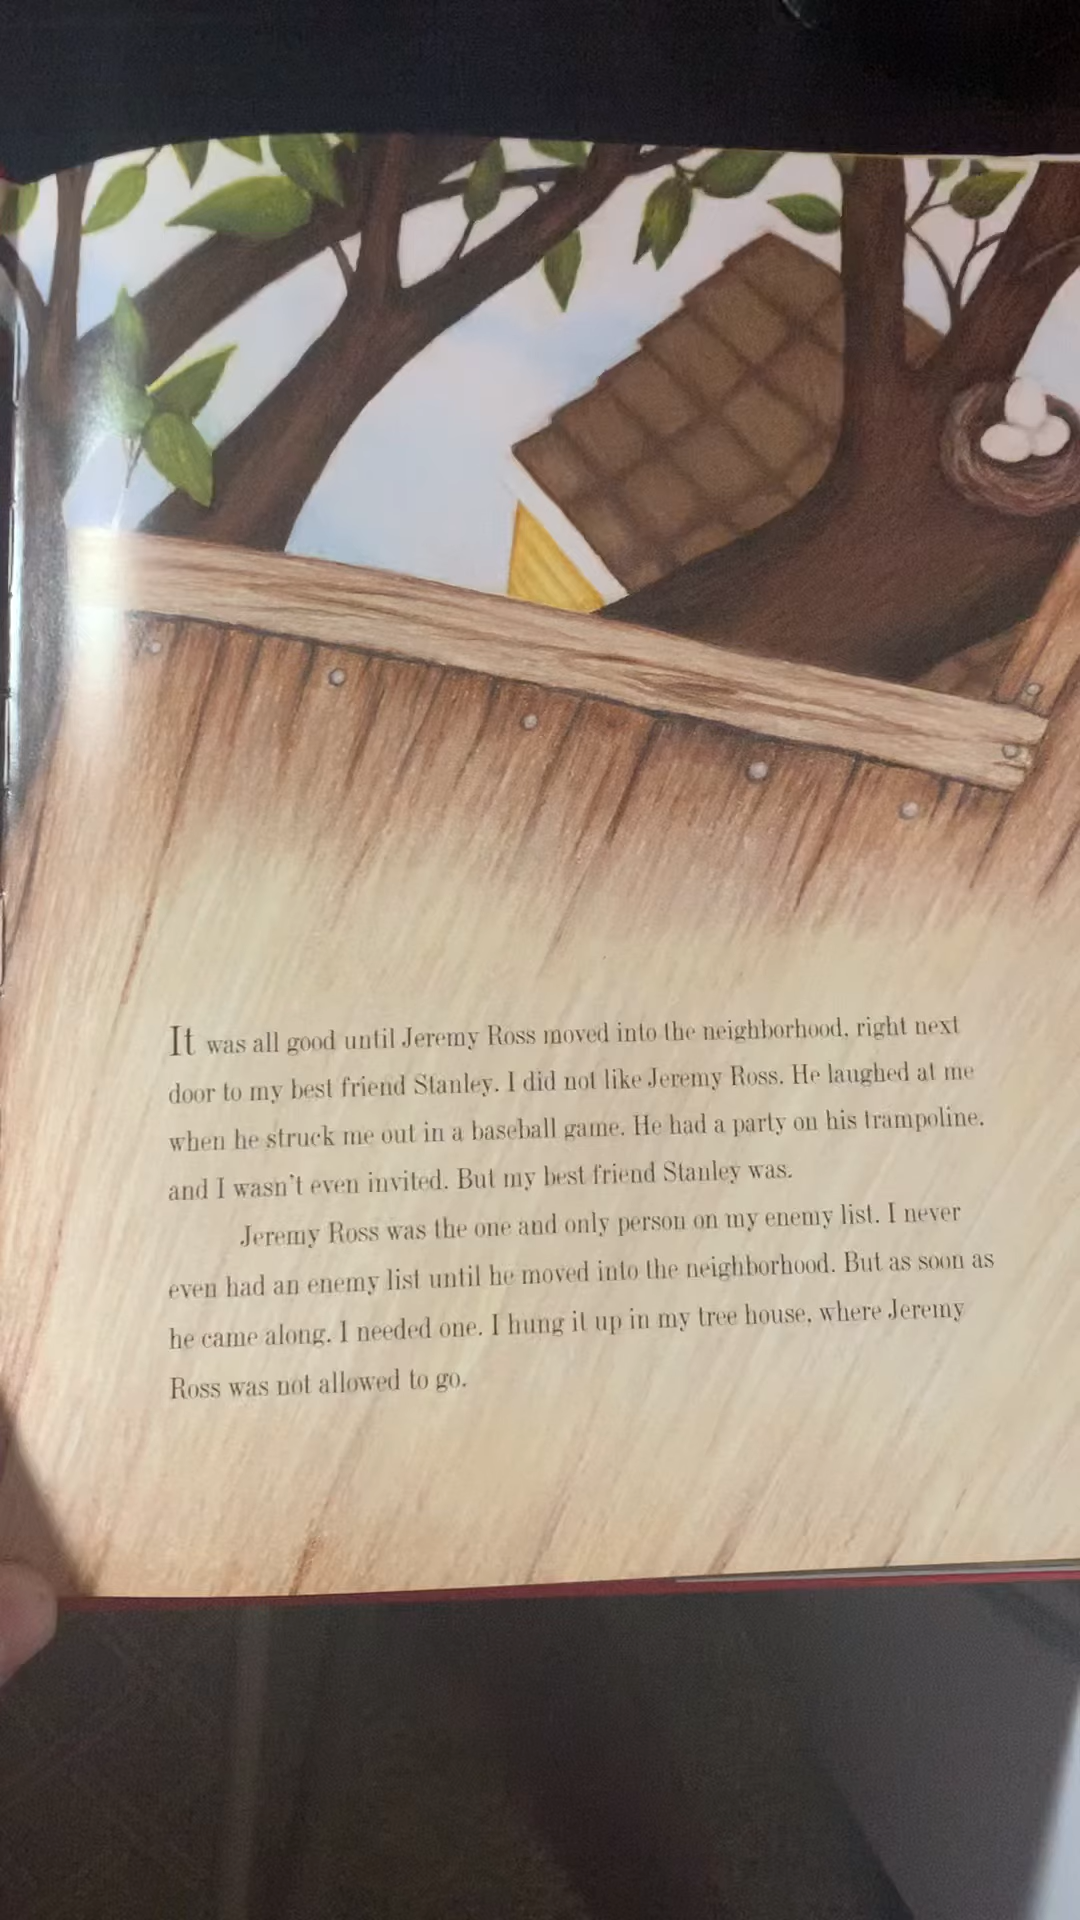 It was all good until Jeremy Ross moved into the neighborhood, right next
door to my best friend Stanley. I did not like Jeremy Ross. He laughed at me
when he struck me out in a baseball game. He had a party on his trampoline,
and I wasn't even invited. But my best friend Stanley was.
Jeremy Ross was the one and only person on my enemy list. I never
even had an enemy list until he moved into the neighborhood. But as soon as
he came along, I needed one. I hung it up in my tree house, where Jeremy
Ross was not allowed to go.